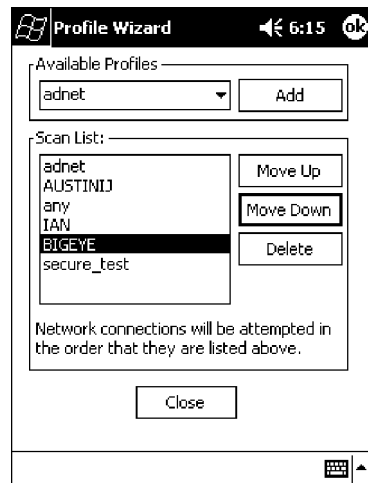 Profile Wizard 6:15 ok
Available Profiles
adnet Add
Scan List:
adnet
AUSTINIJ
any
IAN
BIGEYE
secure_test
Move Up
Move Down
Delete
Network connections will be attempted in
the order that they are listed above.
Close